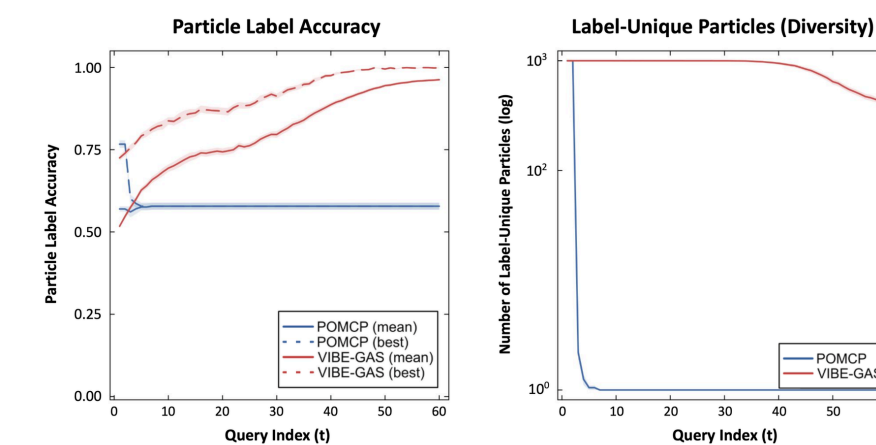 Particle Label Accuracy
Particle Label Accuracy
1.00
0.75
0.50
0.25
0.00
POMCP (mean)
POMCP (best)
VIBE-GAS (mean)
VIBE-GAS (best)
0 10 20 30 40 50 60
Query Index (t)
Label-Unique Particles (Diversity)
Number of Label-Unique Particles (log)
10³
10²
10⁰
POMCP
VIBE-GAS
0 10 20 30 40 50
Query Index (t)